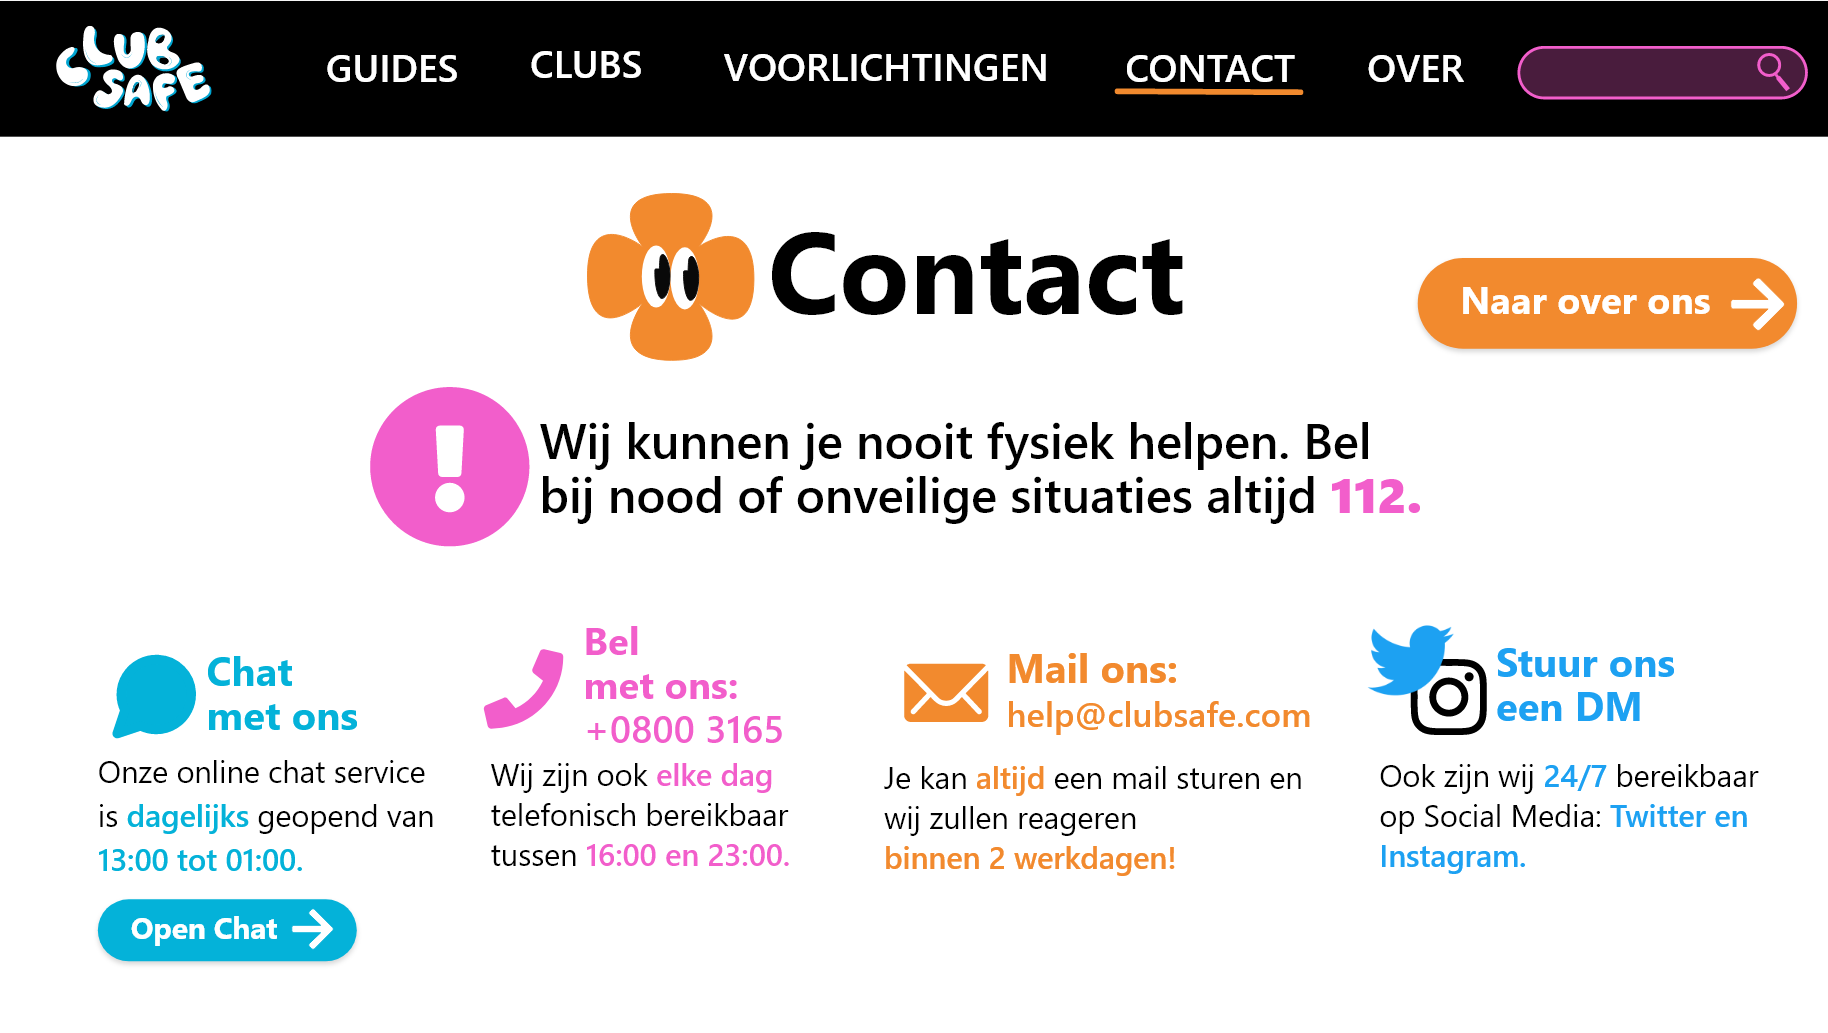 CLUB
SAFE
GUIDES
CLUBS
VOORLICHTINGEN
CONTACT
OVER
Contact
Naar over ons
Wij kunnen je nooit fysiek helpen. Bel
bij nood of onveilige situaties altijd 112.
Chat
met ons
Onze online chat service
is dagelijks geopend van
13:00 tot 01:00.
Open Chat
Bel
met ons:
+0800 3165
Wij zijn ook elke dag
telefonisch bereikbaar
tussen 16:00 en 23:00.
Mail ons:
help@clubsafe.com
Je kan altijd een mail sturen en
wij zullen reageren
binnen 2 werkdagen!
Stuur ons
een DM
Ook zijn wij 24/7 bereikbaar
op Social Media: Twitter en
Instagram.